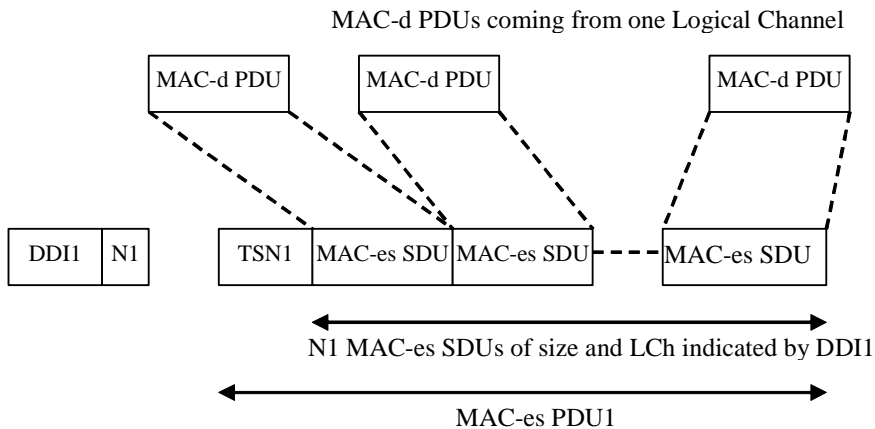 MAC-d PDUs coming from one Logical Channel
MAC-d PDU MAC-d PDU MAC-d PDU
DDI1 N1 TSN1 MAC-es SDU MAC-es SDU MAC-es SDU
N1 MAC-es SDUs of size and LCh indicated by DDI1
MAC-es PDU1